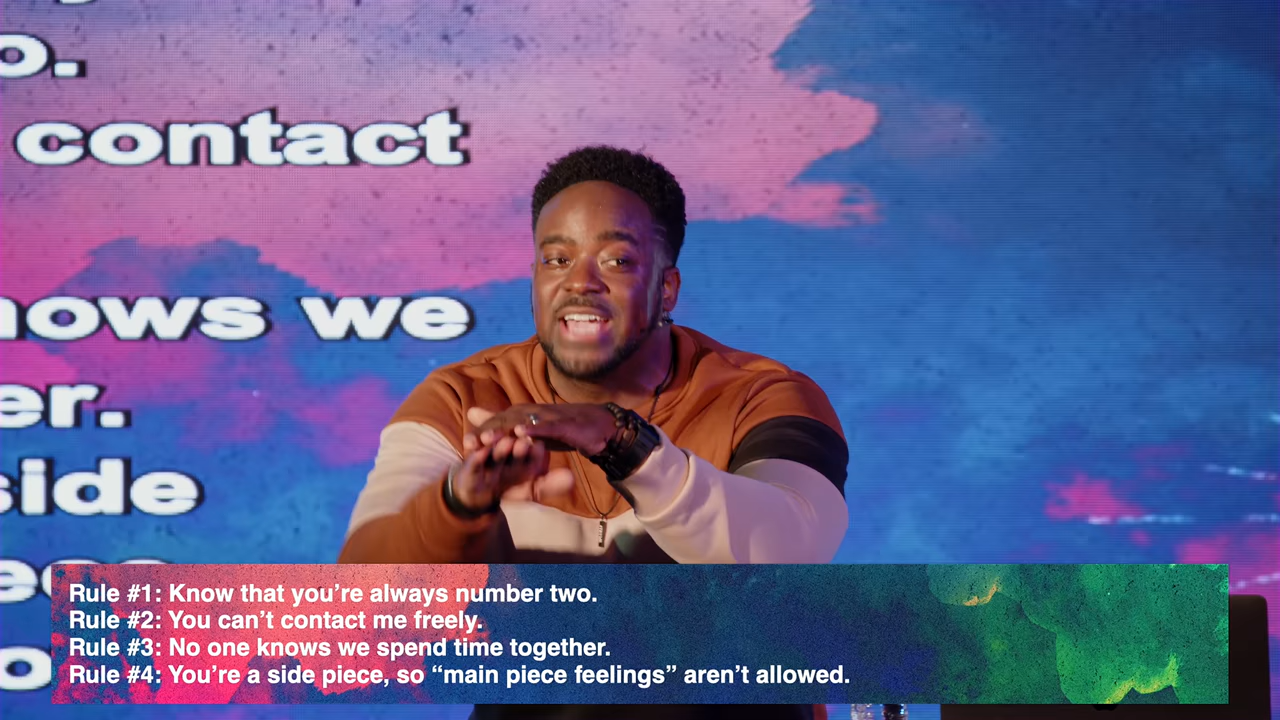 o.
contact
nows we
er.
side
Rule #1: Know that you’re always number two.
Rule #2: You can’t contact me freely.
Rule #3: No one knows we spend time together.
Rule #4: You’re a side piece, so “main piece feelings” aren’t allowed.